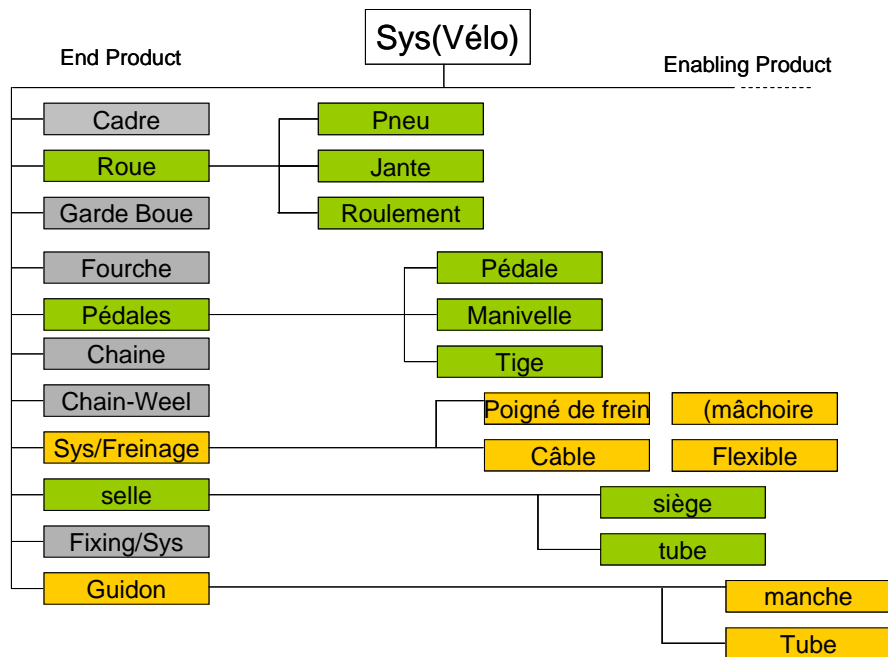 Sys(Vélo)
End Product
Enabling Product
Cadre
Pneu
Roue
Jante
Garde Boue
Roulement
Fourche
Pédale
Pédales
Manivelle
Chaine
Tige
Chain-Weel
Poigné de frein
(mâchoire
Sys/Freinage
Câble
Flexible
selle
siège
Fixing/Sys
tube
Guidon
manche
Tube